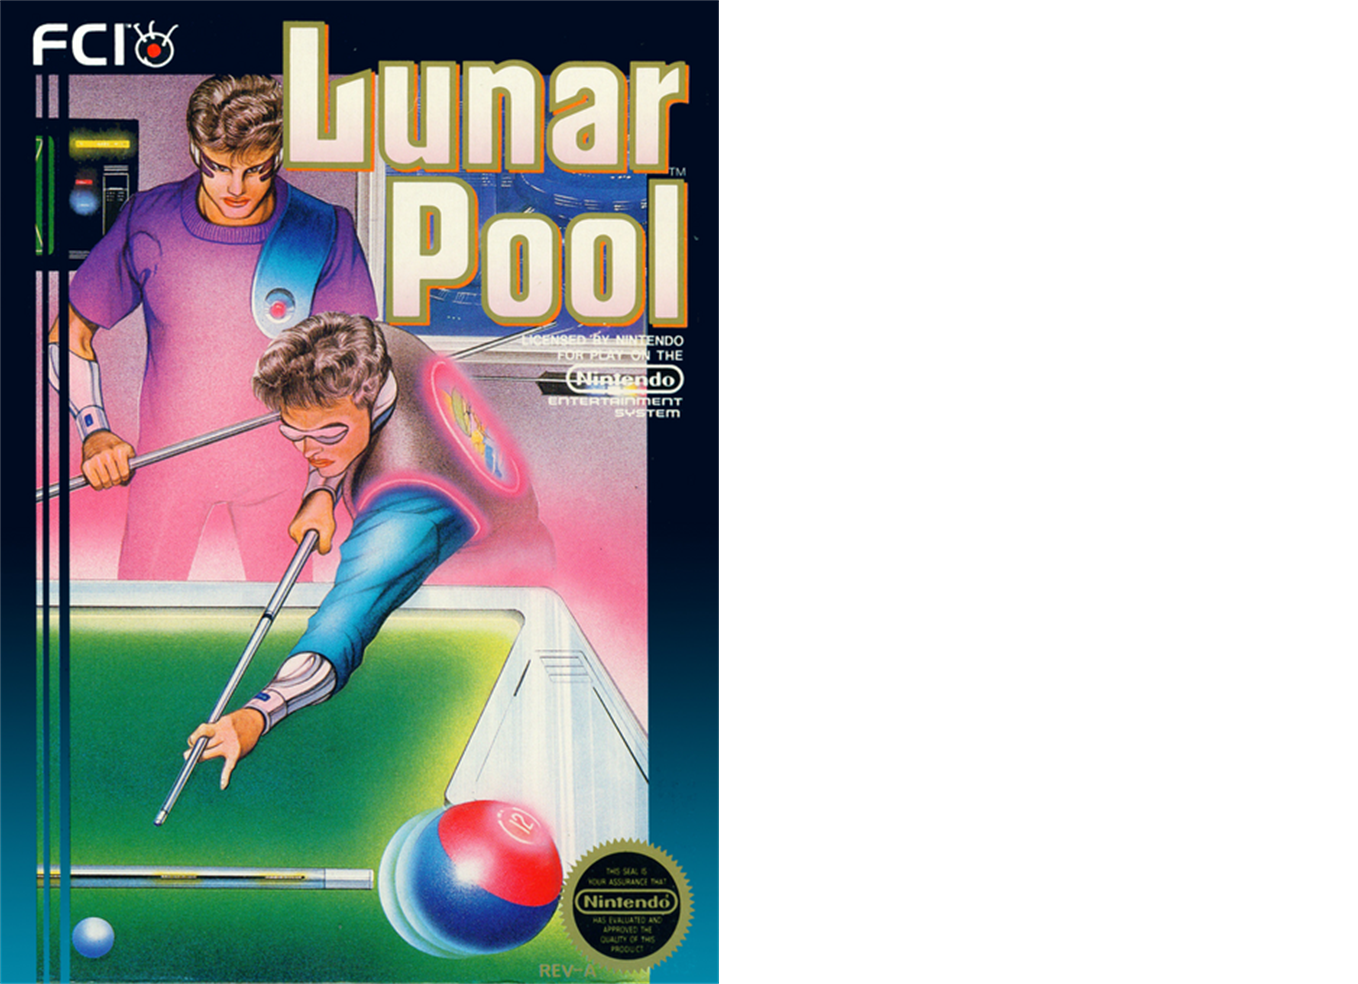 FCI
Lunar
Pool
TM
LICENSED BY NINTENDO
FOR PLAY ON THE
Nintendo
ENTERTAINMENT
SYSTEM
12
THIS SEAL IS
YOUR ASSURANCE THAT
Nintendo
HAS EVALUATED AND
APPROVED THE
QUALITY OF THIS
PRODUCT
REV-A